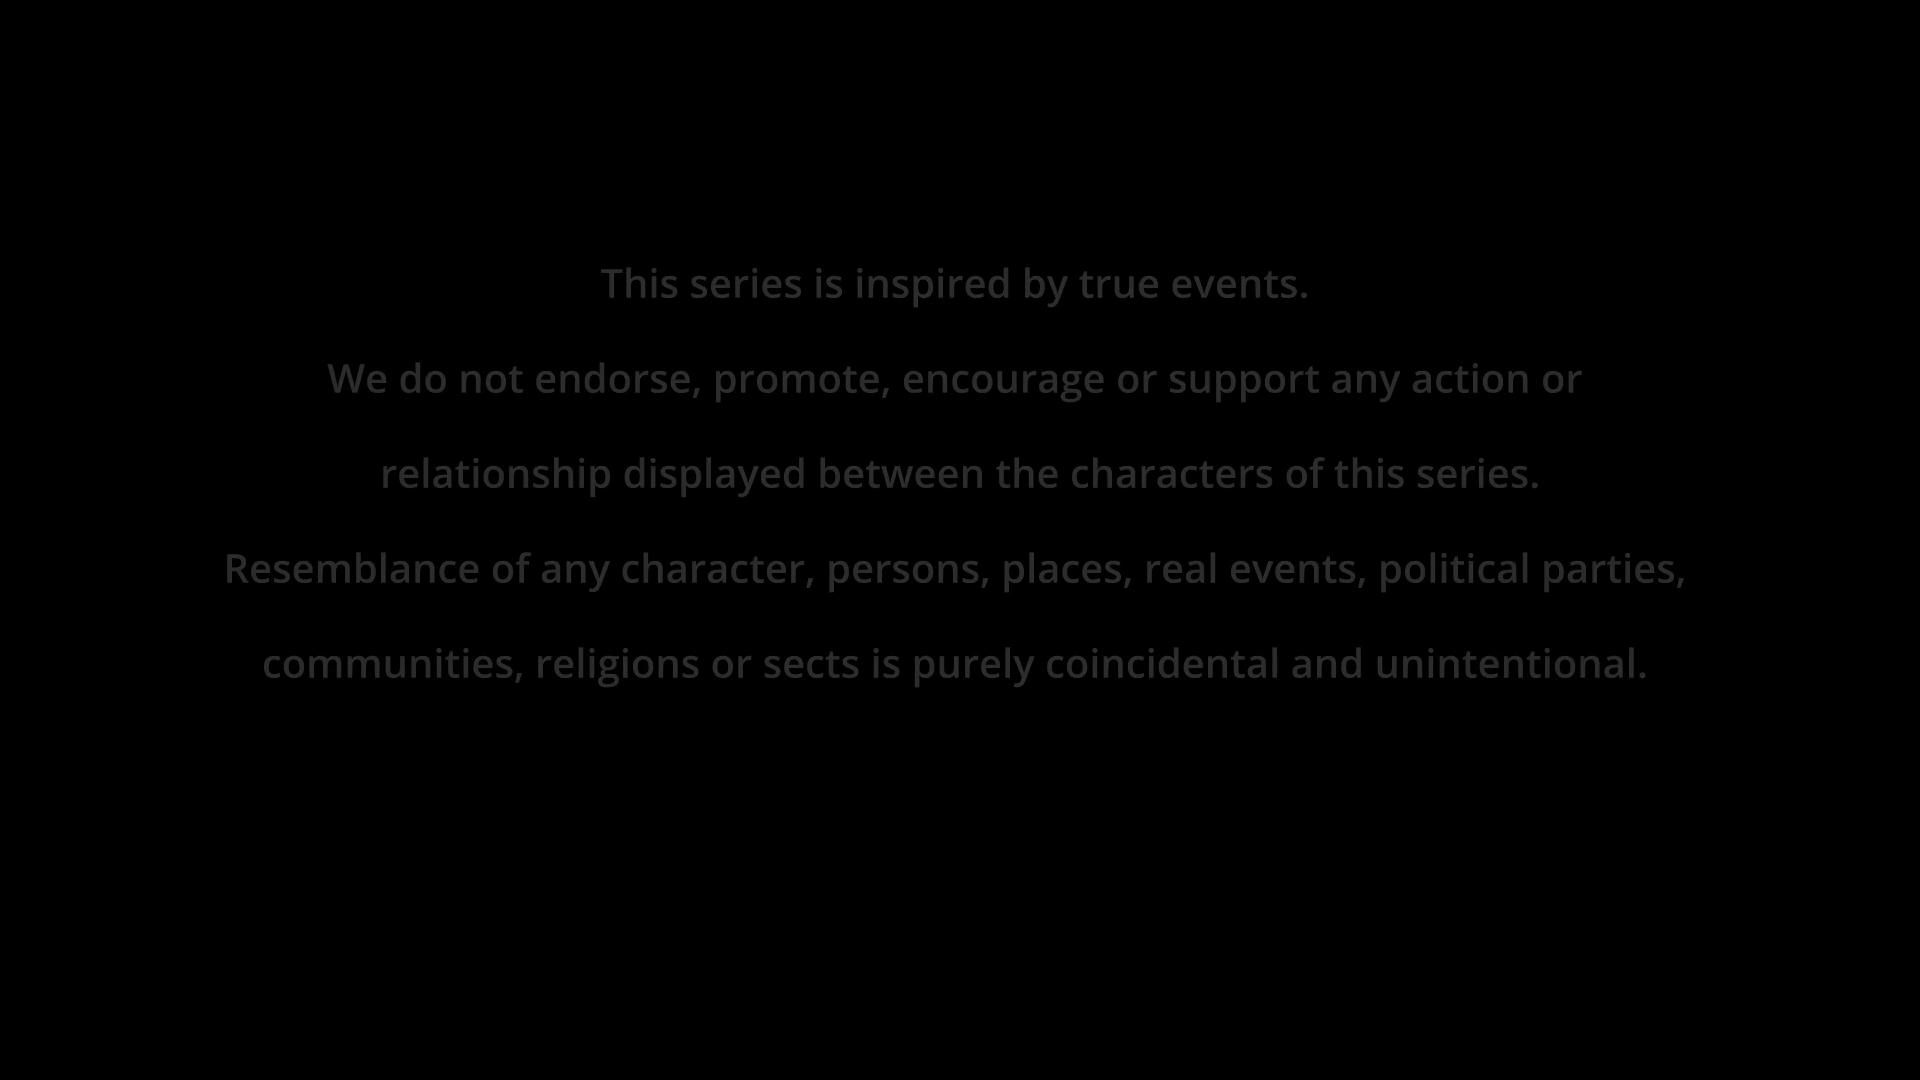 This series is inspired by true events.
We do not endorse, promote, encourage or support any action or
relationship displayed between the characters of this series.
Resemblance of any character, persons, places, real events, political parties,
communities, religions or sects is purely coincidental and unintentional.